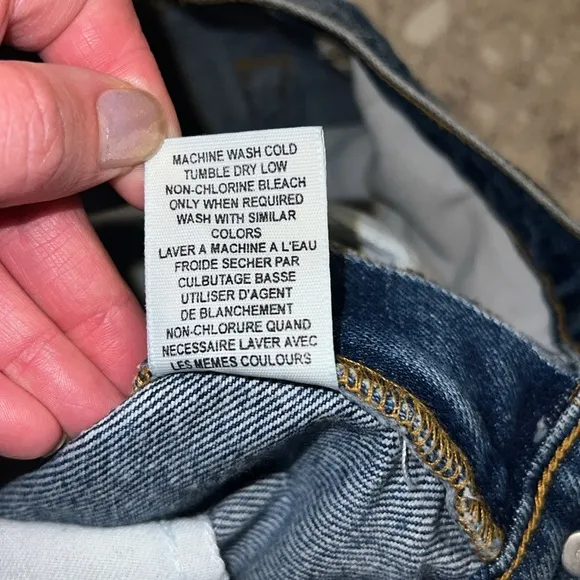 MACHINE WASH COLD
TUMBLE DRY LOW
NON-CHLORINE BLEACH
ONLY WHEN REQUIRED
WASH WITH SIMILAR
COLORS
LAVER A MACHINE A L'EAU
FROIDE SECHER PAR
CULBUTAGE BASSE
UTILISER D'AGENT
DE BLANCHEMENT
NON-CHLORURE QUAND
NECESSAIRE LAVER AVEC
LES MEMES COULOURS